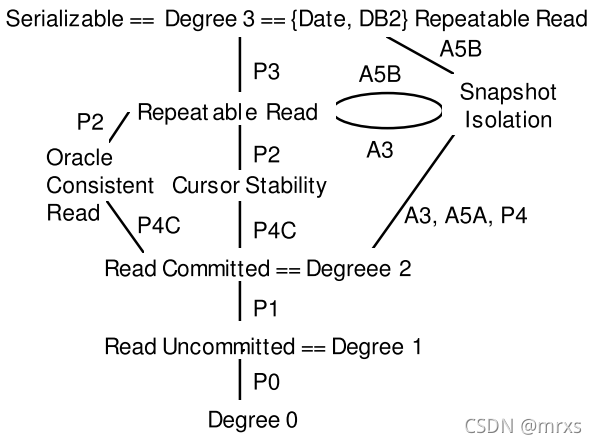 Serializable == Degree 3 == {Date, DB2} Repeatable Read
A5B
P3
A5B
Snapshot
Isolation
Repeatable Read
P2
A3
Oracle
Consistent
Read
P2
Cursor Stability
P4C
P4C
A3, A5A, P4
Read Committed == Degreee 2
P1
Read Uncommitted == Degree 1
P0
Degree 0
CSDN @mrxs